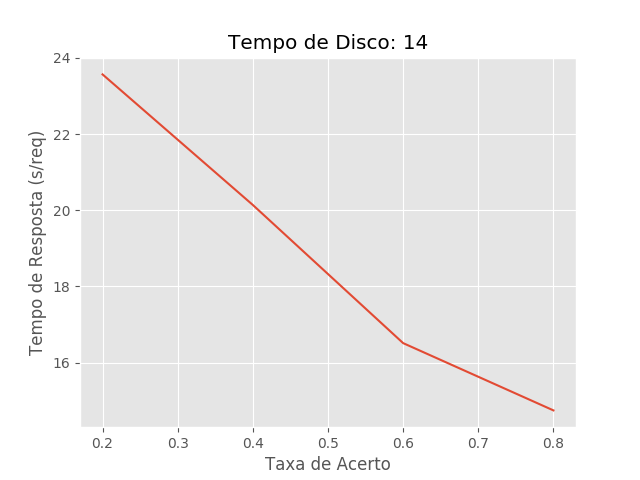 Tempo de Disco: 14
24
22
20
18
16
Tempo de Resposta (s/req)
0.2 0.3 0.4 0.5 0.6 0.7 0.8
Taxa de Acerto